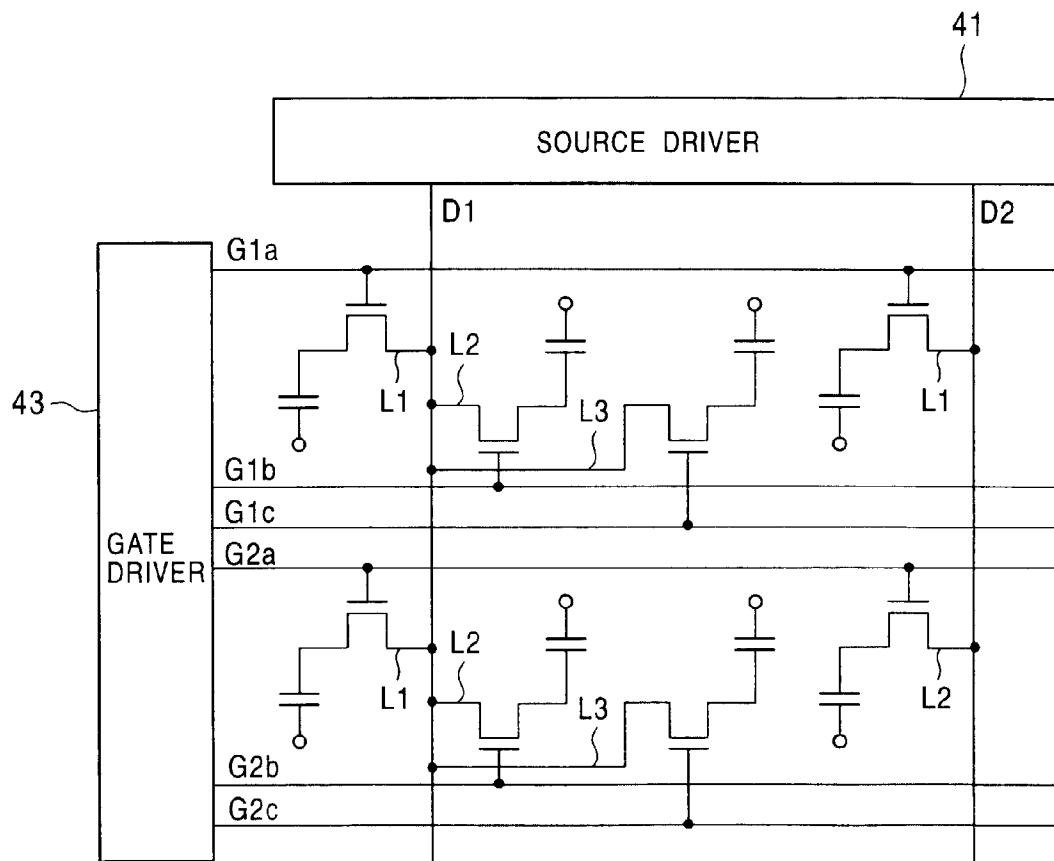 41
SOURCE DRIVER
D1
D2
G1a
L2
L1
L1
43
L3
G1b
G1c
GATE
DRIVER
G2a
L2
L1
L3
L2
G2b
G2c